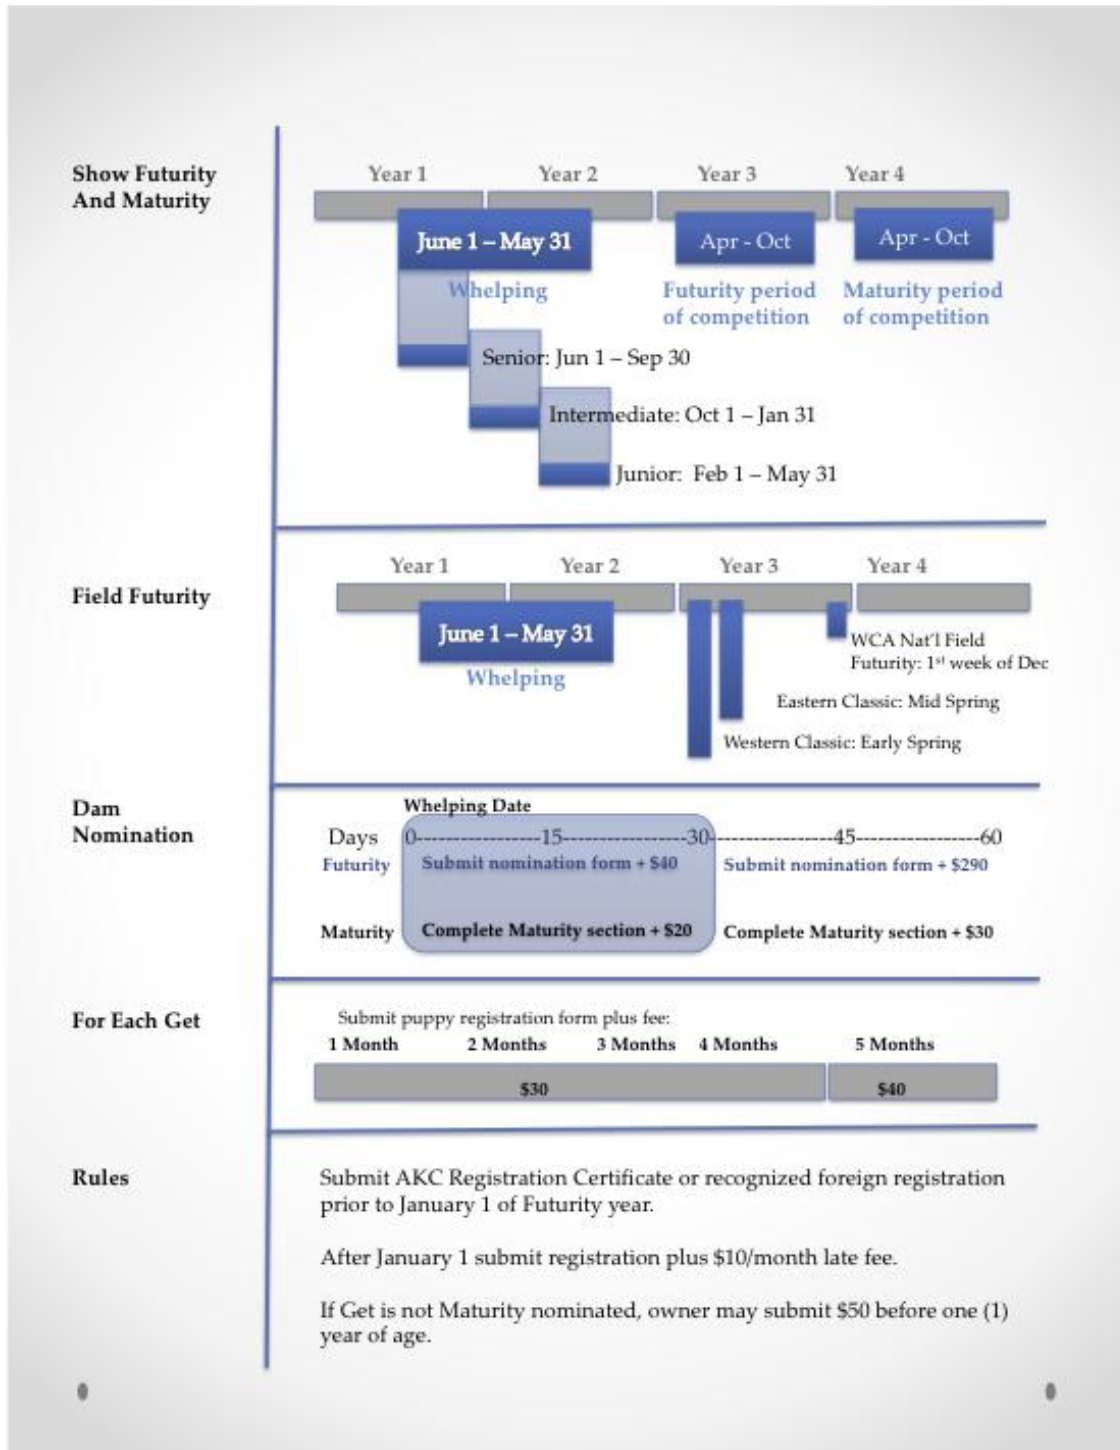 Show Futurity
And Maturity
Year 1 Year 2 Year 3 Year 4
June 1 – May 31 Apr - Oct Apr - Oct
Whelping
Futurity period
of competition
Maturity period
of competition
Senior: Jun 1 – Sep 30
Intermediate: Oct 1 – Jan 31
Junior: Feb 1 – May 31
Field Futurity
Year 1 Year 2 Year 3 Year 4
June 1 – May 31
Whelping
WCA Nat'l Field
Futurity: 1st week of Dec
Eastern Classic: Mid Spring
Western Classic: Early Spring
Dam
Nomination
Whelping Date
Days 0-----------------15-----------------30-----------------45-----------------60
Futurity Submit nomination form + $40 Submit nomination form + $290
Maturity Complete Maturity section + $20 Complete Maturity section + $30
For Each Get
Submit puppy registration form plus fee:
1 Month 2 Months 3 Months 4 Months 5 Months
$30 $40
Rules
Submit AKC Registration Certificate or recognized foreign registration
prior to January 1 of Futurity year.
After January 1 submit registration plus $10/month late fee.
If Get is not Maturity nominated, owner may submit $50 before one (1)
year of age.